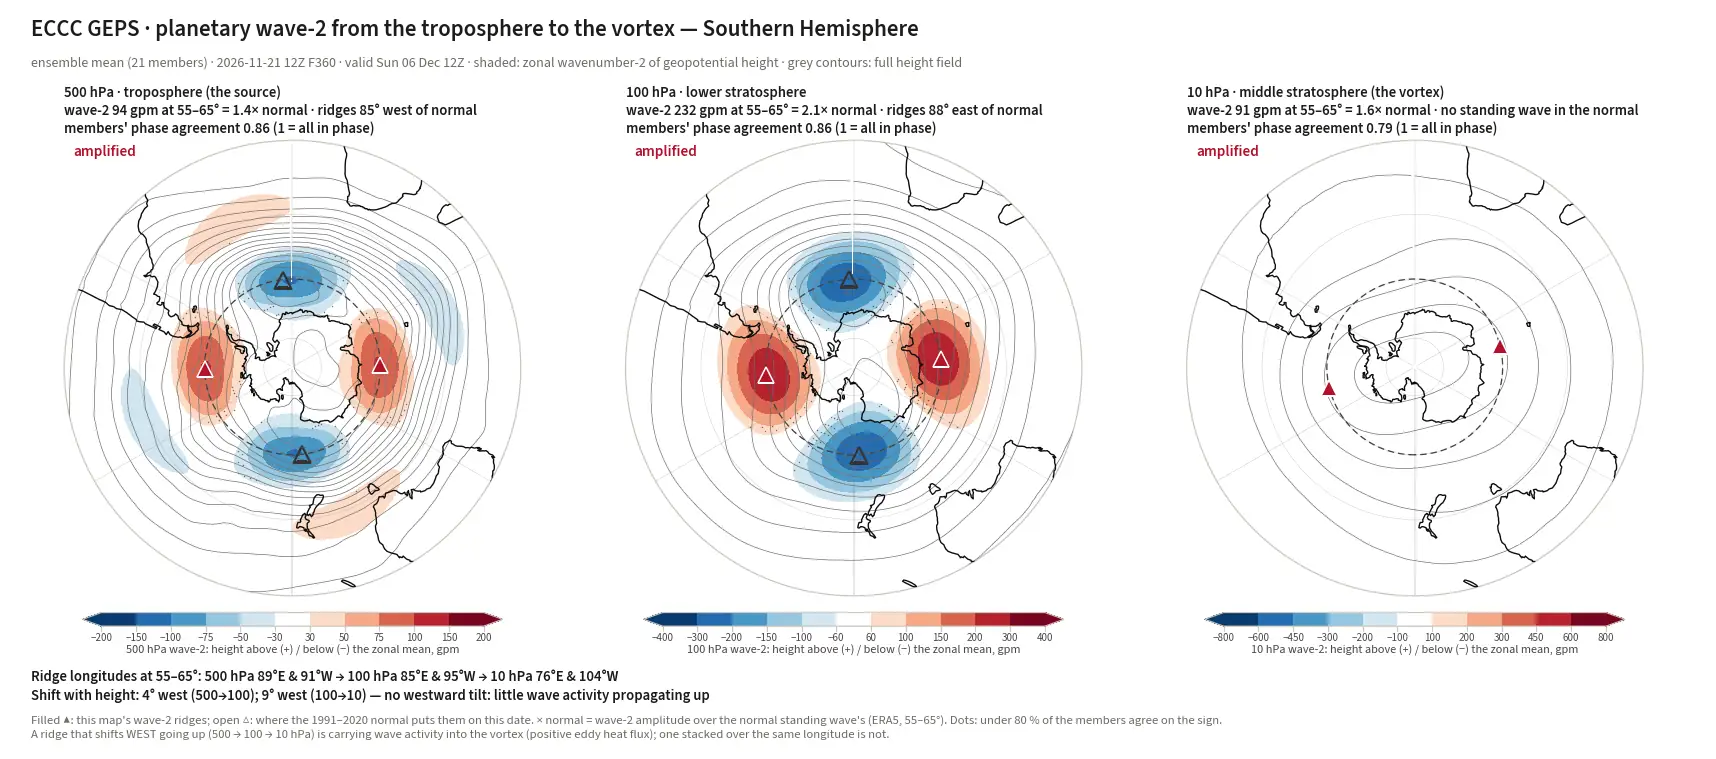 ECCC GEPS · planetary wave-2 from the troposphere to the vortex — Southern Hemisphere
ensemble mean (21 members) · 2026-11-21 12Z F360 · valid Sun 06 Dec 12Z · shaded: zonal wavenumber-2 of geopotential height · grey contours: full height field
500 hPa · troposphere (the source)
wave-2 94 gpm at 55–65° = 1.4× normal · ridges 85° west of normal
members' phase agreement 0.86 (1 = all in phase)
amplified
100 hPa · lower stratosphere
wave-2 232 gpm at 55–65° = 2.1× normal · ridges 88° east of normal
members' phase agreement 0.86 (1 = all in phase)
amplified
10 hPa · middle stratosphere (the vortex)
wave-2 91 gpm at 55–65° = 1.6× normal · no standing wave in the normal
members' phase agreement 0.79 (1 = all in phase)
amplified
−200 −150 −100 −75 −50 −30 30 50 75 100 150 200
500 hPa wave-2: height above (+) / below (−) the zonal mean, gpm
−400 −300 −200 −150 −100 −60 60 100 150 200 300 400
100 hPa wave-2: height above (+) / below (−) the zonal mean, gpm
−800 −600 −450 −300 −200 −100 100 200 300 450 600 800
10 hPa wave-2: height above (+) / below (−) the zonal mean, gpm
Ridge longitudes at 55–65°: 500 hPa 89°E & 91°W → 100 hPa 85°E & 95°W → 10 hPa 76°E & 104°W
Shift with height: 4° west (500→100); 9° west (100→10) — no westward tilt: little wave activity propagating up
Filled ▲: this map's wave-2 ridges; open △: where the 1991–2020 normal puts them on this date. × normal = wave-2 amplitude over the normal standing wave's (ERA5, 55–65°). Dots: under 80 % of the members agree on the sign.
A ridge that shifts WEST going up (500 → 100 → 10 hPa) is carrying wave activity into the vortex (positive eddy heat flux); one stacked over the same longitude is not.